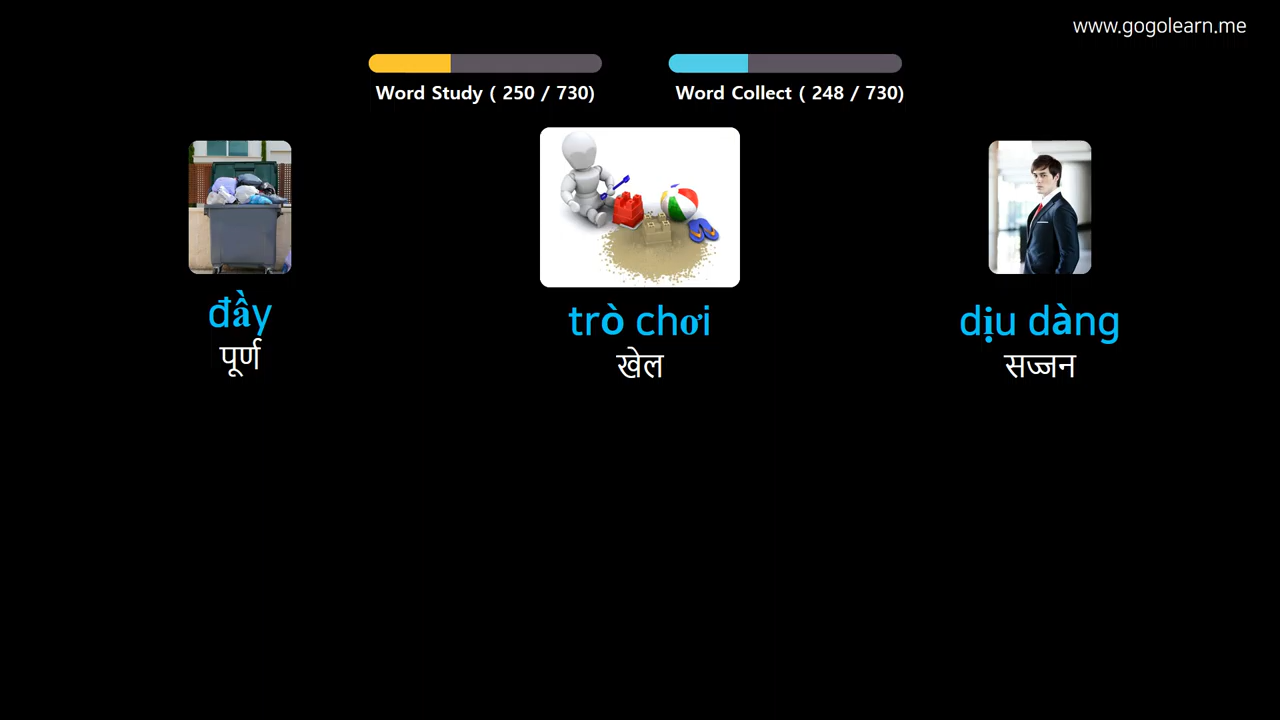 www.gogolearn.me
Word Study ( 250 / 730)
Word Collect ( 248 / 730)
đầy
पूर्ण
trò chơi
खेल
dịu dàng
सज्जन